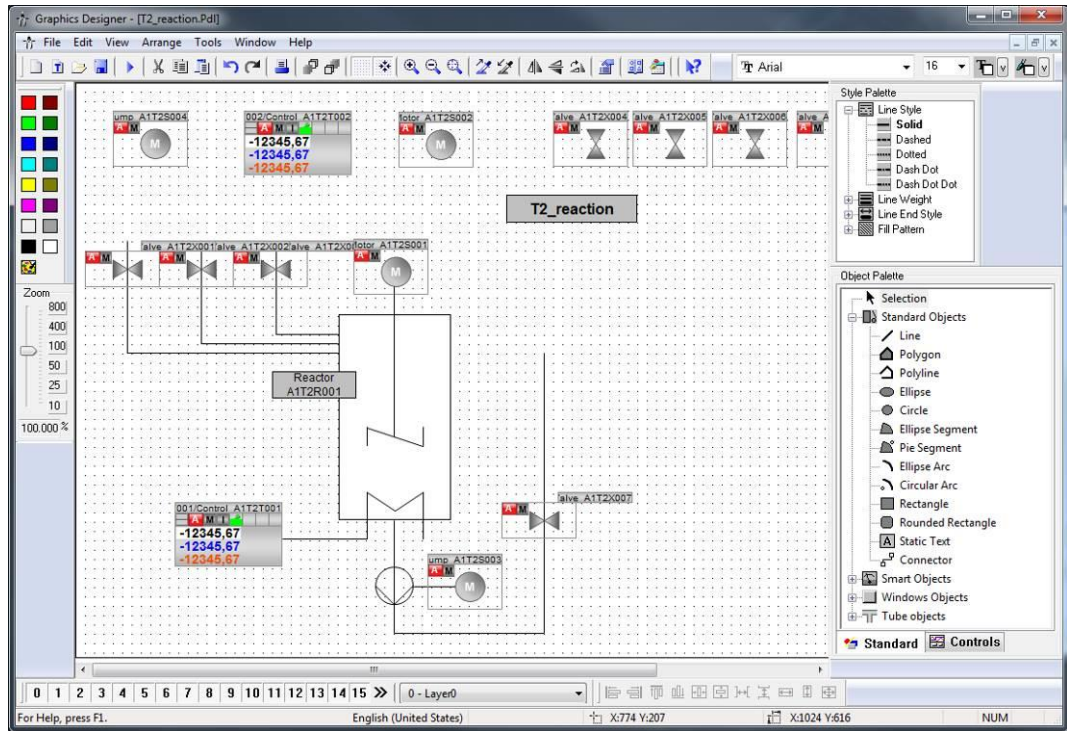 Graphics Designer - [T2_reaction.Pdl]
File Edit View Arrange Tools Window Help
Arial 16
Style Palette
Line Style
Solid
Dashed
Dotted
Dash Dot
Dash Dot Dot
Line Weight
Line End Style
Fill Pattern
Object Palette
Selection
Standard Objects
Line
Polygon
Polyline
Ellipse
Circle
Ellipse Segment
Pie Segment
Ellipse Arc
Circular Arc
Rectangle
Rounded Rectangle
Static Text
Connector
Smart Objects
Windows Objects
Tube objects
Standard Controls
Zoom
800
400
100
50
25
10
100.000 %
ump_A1T2S004
A M
M
002/Control_A1T2T002
A M I
-12345,67
-12345,67
-12345,67
otor_A1T2S002
A M
M
alve_A1T2X004 alve_A1T2X005 alve_A1T2X006 alve_A
A M A M A M A M
T2_reaction
alve_A1T2X001 alve_A1T2X002 alve_A1T2X0 otor_A1T2S001
A M A M A M A M
M
Reactor
A1T2R001
001/Control_A1T2T001
A M I
-12345,67
-12345,67
-12345,67
alve_A1T2X007
A M
ump_A1T2S003
A M
M
0 1 2 3 4 5 6 7 8 9 10 11 12 13 14 15 0 - Layer0
For Help, press F1. English (United States) X:774 Y:207 X:1024 Y:616 NUM